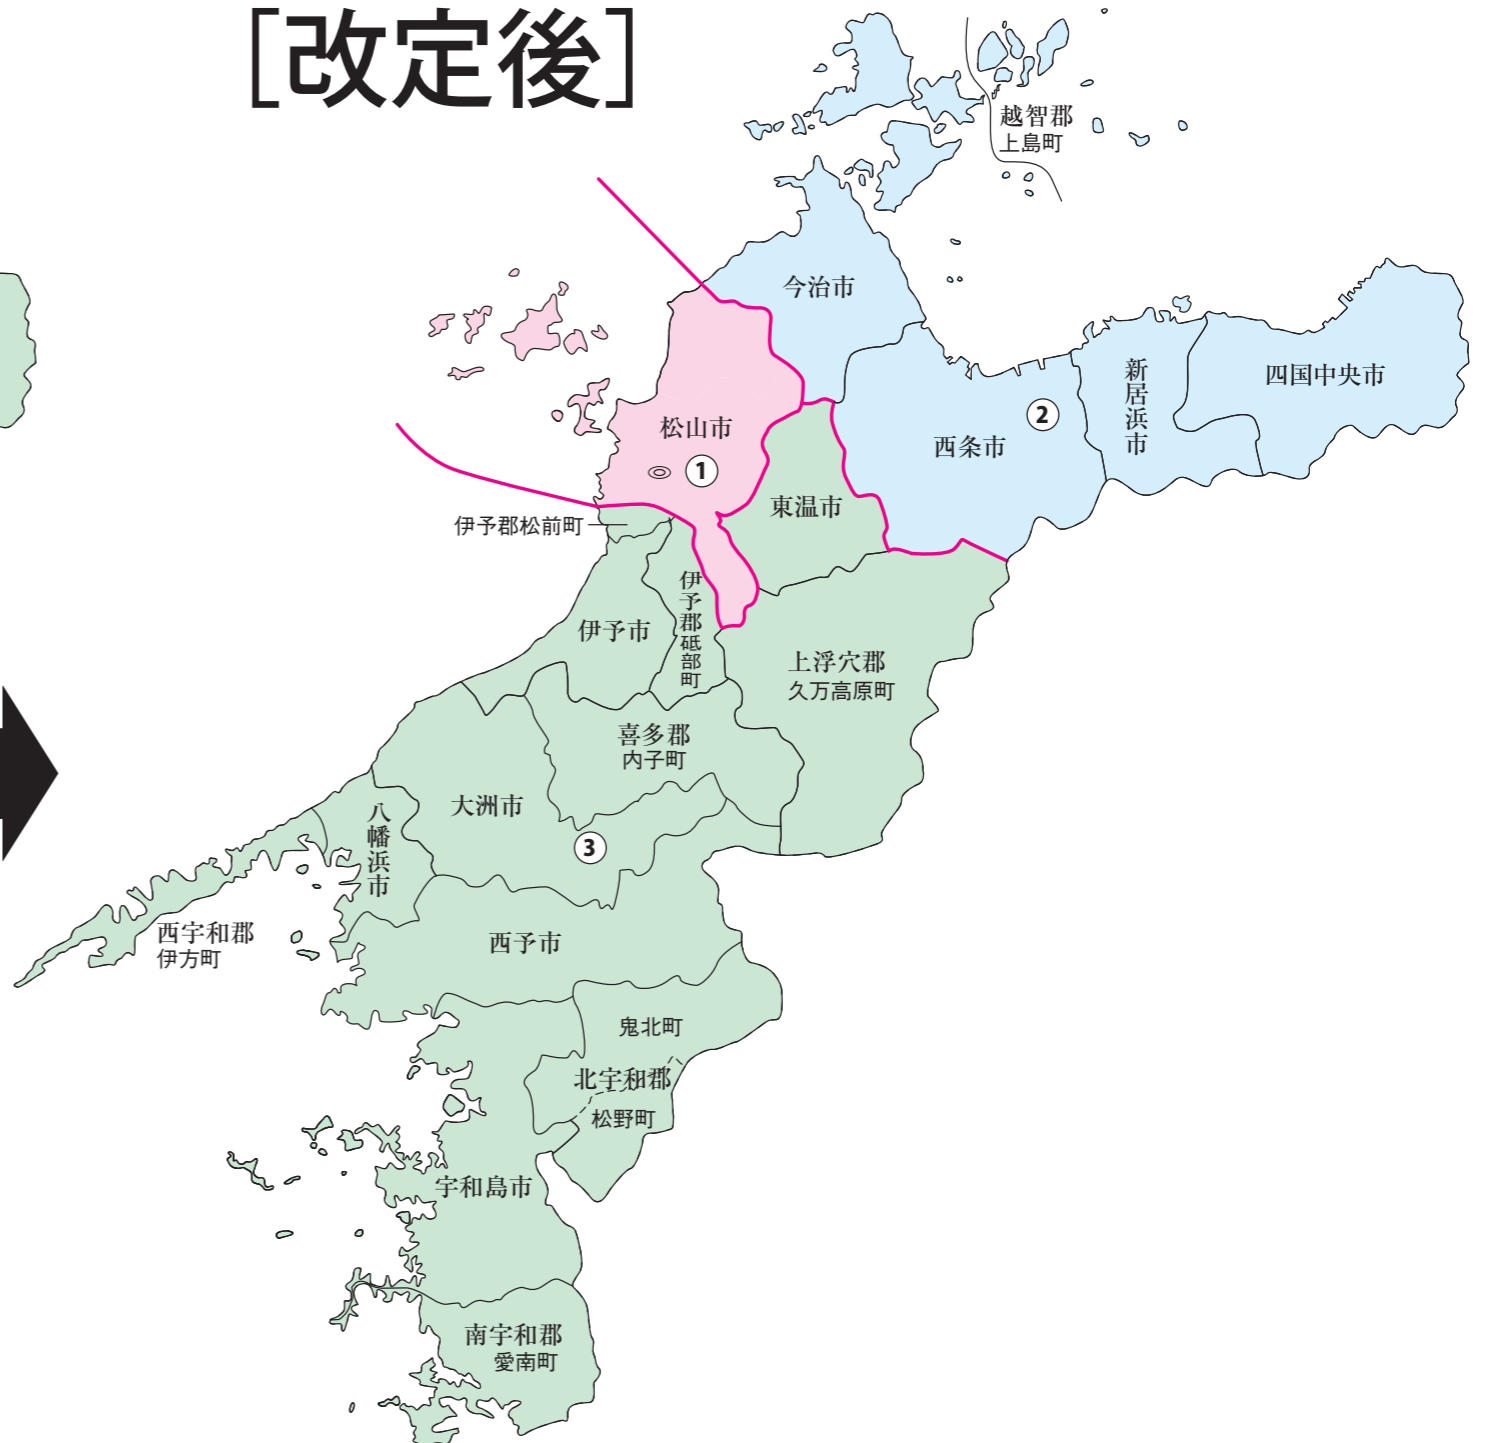 [改定後]
越智郡
上島町
今治市
新居浜市
四国中央市
松山市
①
②
西条市
東温市
伊予郡松前町
伊予郡砥部町
伊予市
上浮穴郡
久万高原町
喜多郡
内子町
大洲市
八幡浜市
③
西宇和郡
伊方町
西予市
鬼北町
北宇和郡
松野町
宇和島市
南宇和郡
愛南町